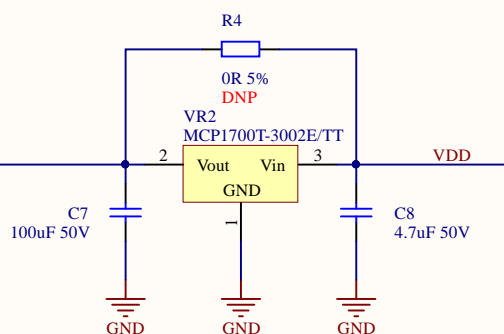 R4
0R 5%
DNP
VR2
MCP1700T-3002E/TT
2
Vout
Vin
3
VDD
GND
1
C7
100uF 50V
C8
4.7uF 50V
GND
GND
GND